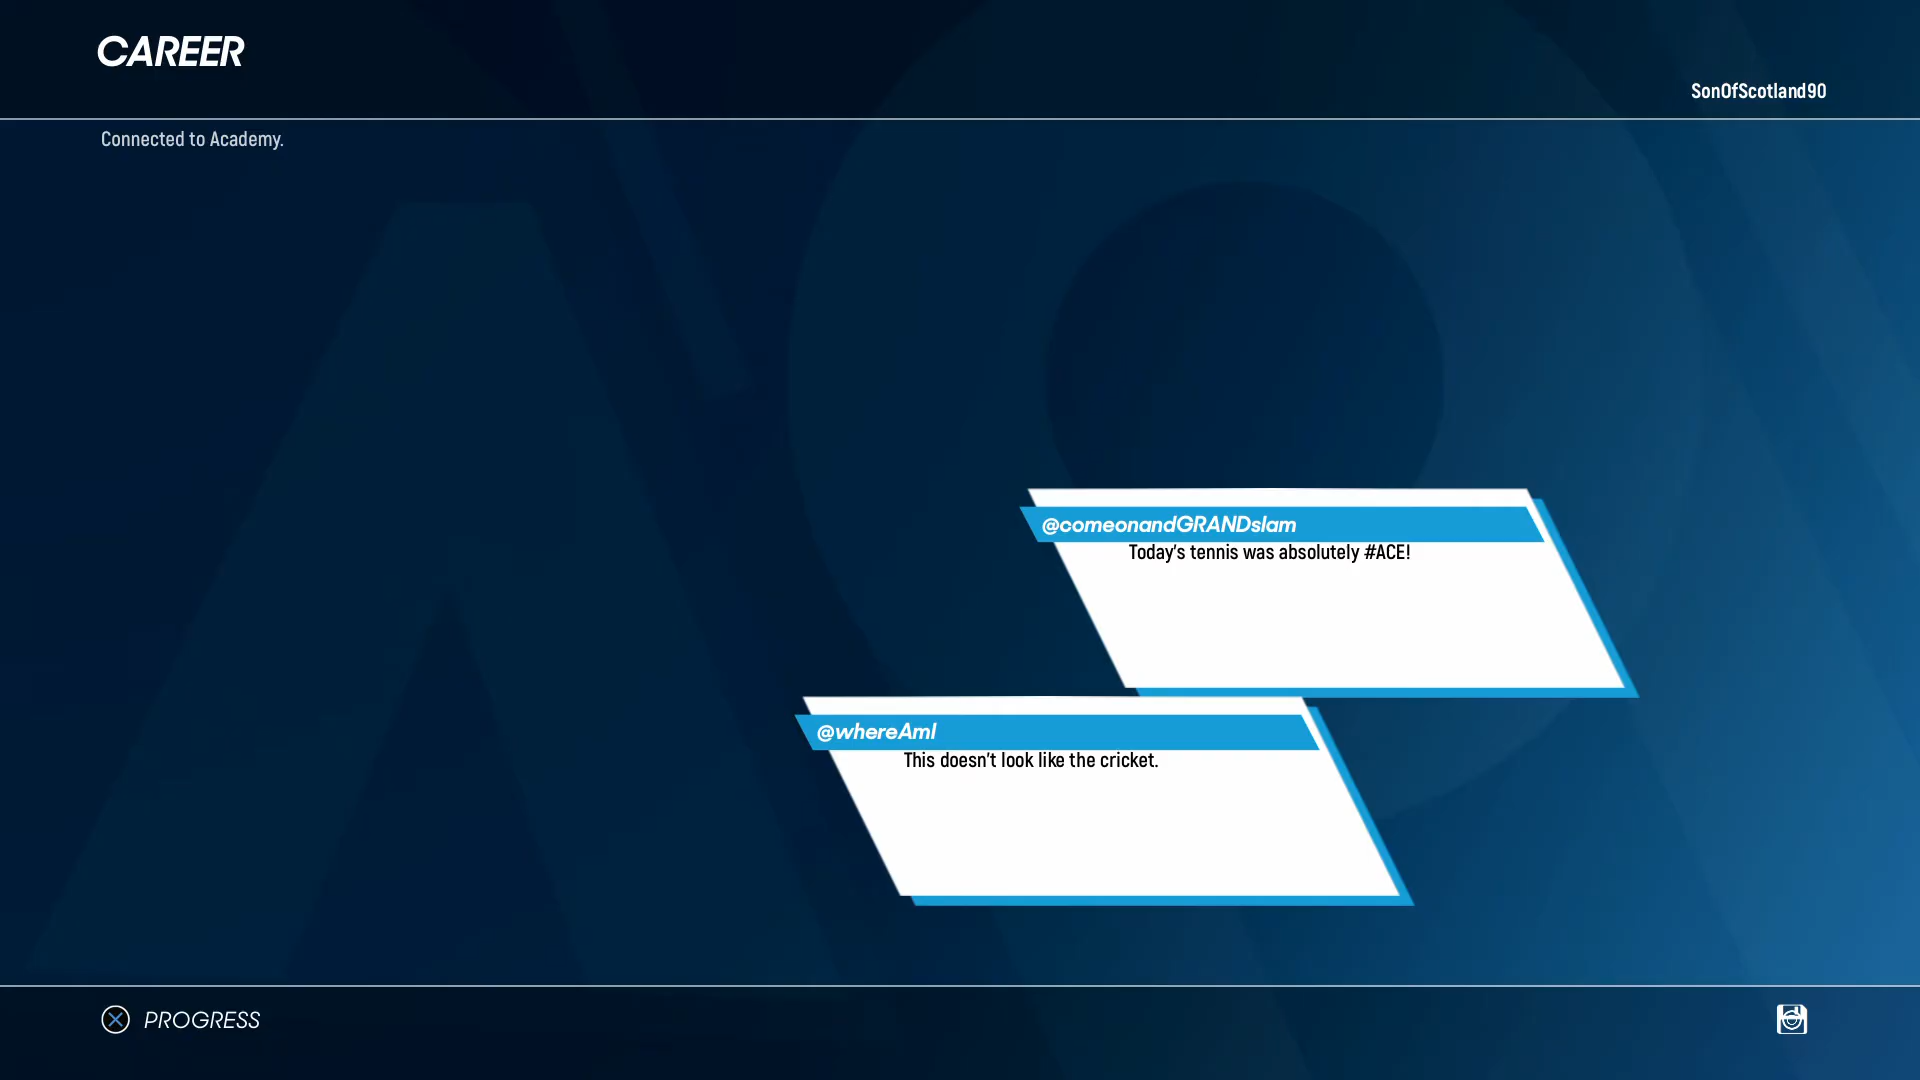 CAREER
SonOfScotland90
Connected to Academy.
@comeonandGRANDslam
Today's tennis was absolutely #ACE!
@whereAmI
This doesn't look like the cricket.
PROGRESS